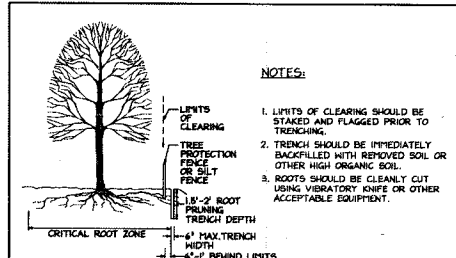 NOTES:
LIMITS
OF
CLEARING
TREE
PROTECTION
FENCE
OR SILT
FENCE
1.5'-2' ROOT
PRUNING
TRENCH DEPTH
CRITICAL ROOT ZONE
6" MAX. TRENCH
WIDTH
6"-1' BEHIND LIMITS
1. LIMITS OF CLEARING SHOULD BE
STAKED AND FLAGGED PRIOR TO
TRENCHING.
2. TRENCH SHOULD BE IMMEDIATELY
BACKFILLED WITH REMOVED SOIL OR
OTHER HIGH ORGANIC SOIL.
3. ROOTS SHOULD BE CLEANLY CUT
USING VIBRATORY KNIFE OR OTHER
ACCEPTABLE EQUIPMENT.